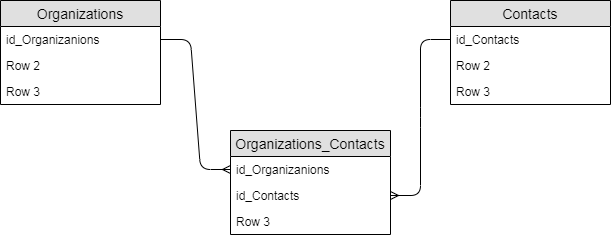 Organizations
id_Organizanions
Row 2
Row 3
Contacts
id_Contacts
Row 2
Row 3
Organizations_Contacts
id_Organizanions
id_Contacts
Row 3